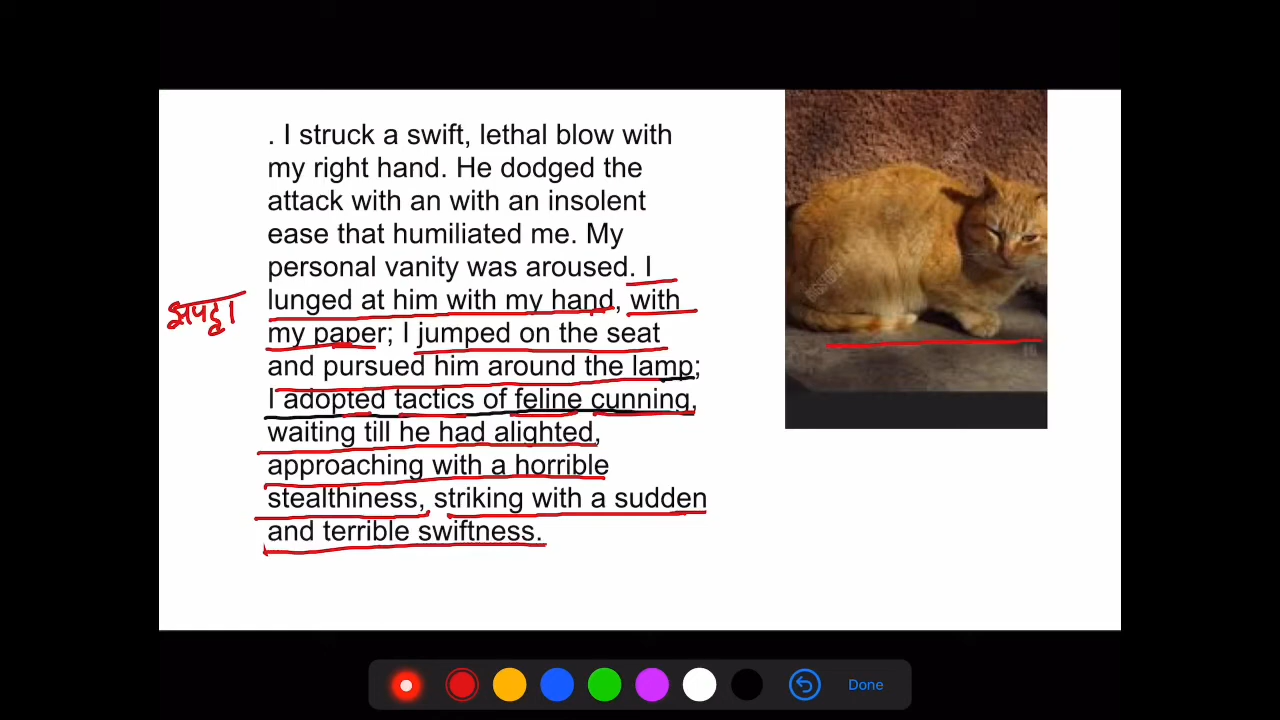 . I struck a swift, lethal blow with
my right hand. He dodged the
attack with an with an insolent
ease that humiliated me. My
personal vanity was aroused. I
lunged at him with my hand, with
my paper; I jumped on the seat
and pursued him around the lamp;
I adopted tactics of feline cunning,
waiting till he had alighted,
approaching with a horrible
stealthiness, striking with a sudden
and terrible swiftness.
झपट्टा
Done